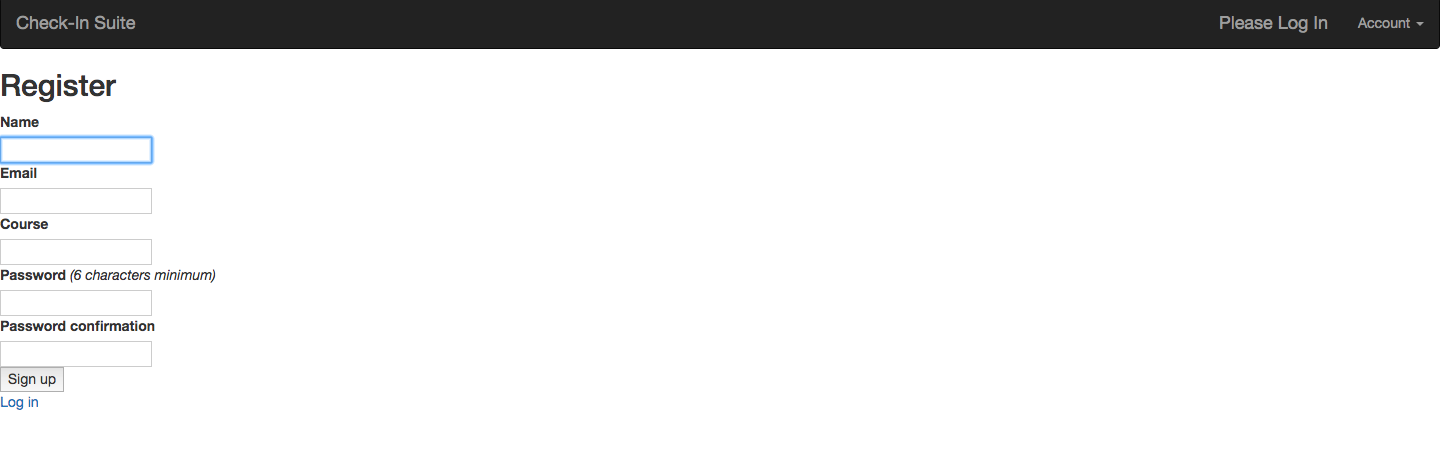 Check-In Suite Please Log In Account
Register
Name
Email
Course
Password (6 characters minimum)
Password confirmation
Sign up
Log in